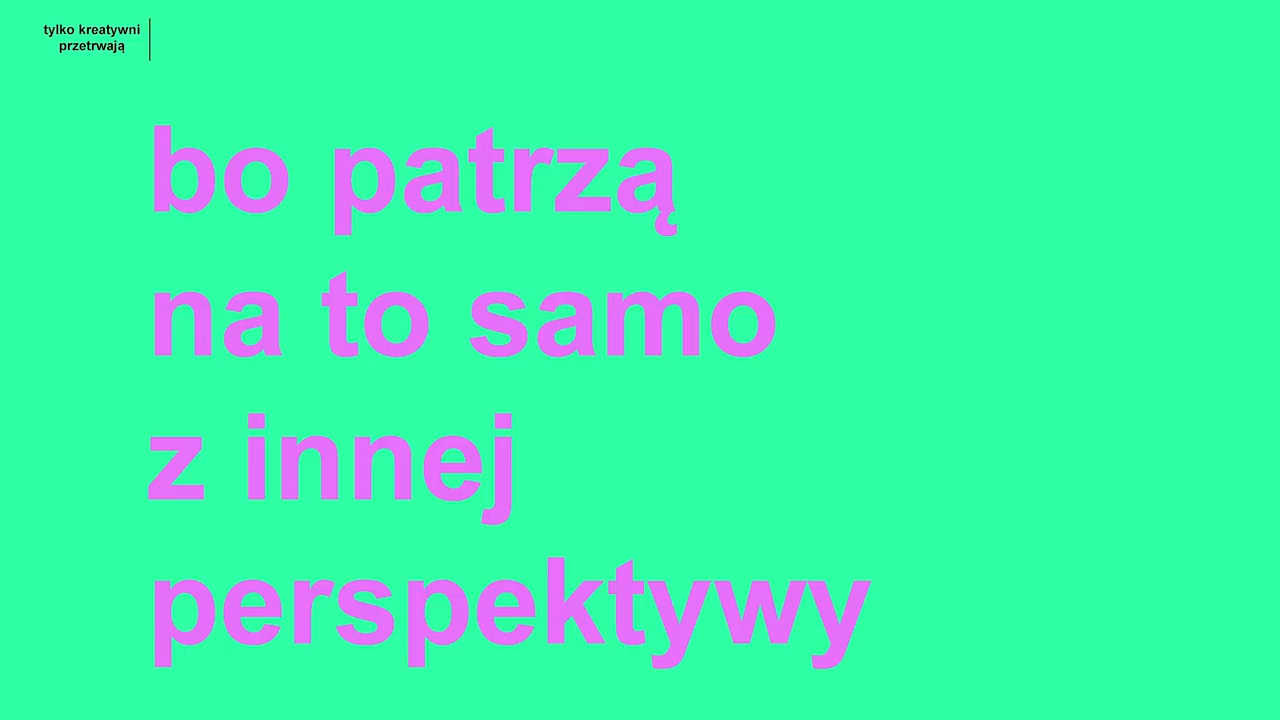 tylko kreatywni
przetrwają
bo patrzą
na to samo
z innej
perspektywy